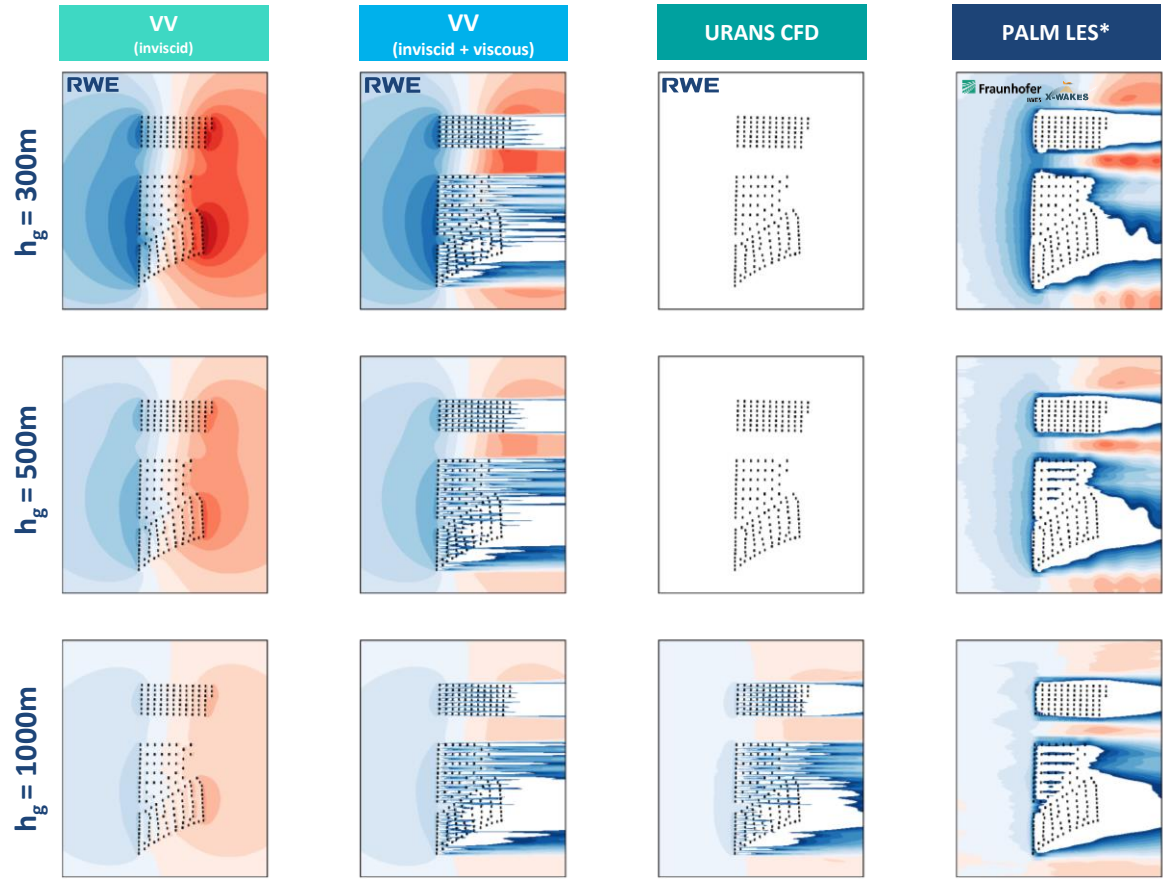 VV
(inviscid)
VV
(inviscid + viscous)
URANS CFD
PALM LES*
RWE
RWE
RWE
Fraunhofer
IWES
X-WAKES
hg = 300m
hg = 500m
hg = 1000m